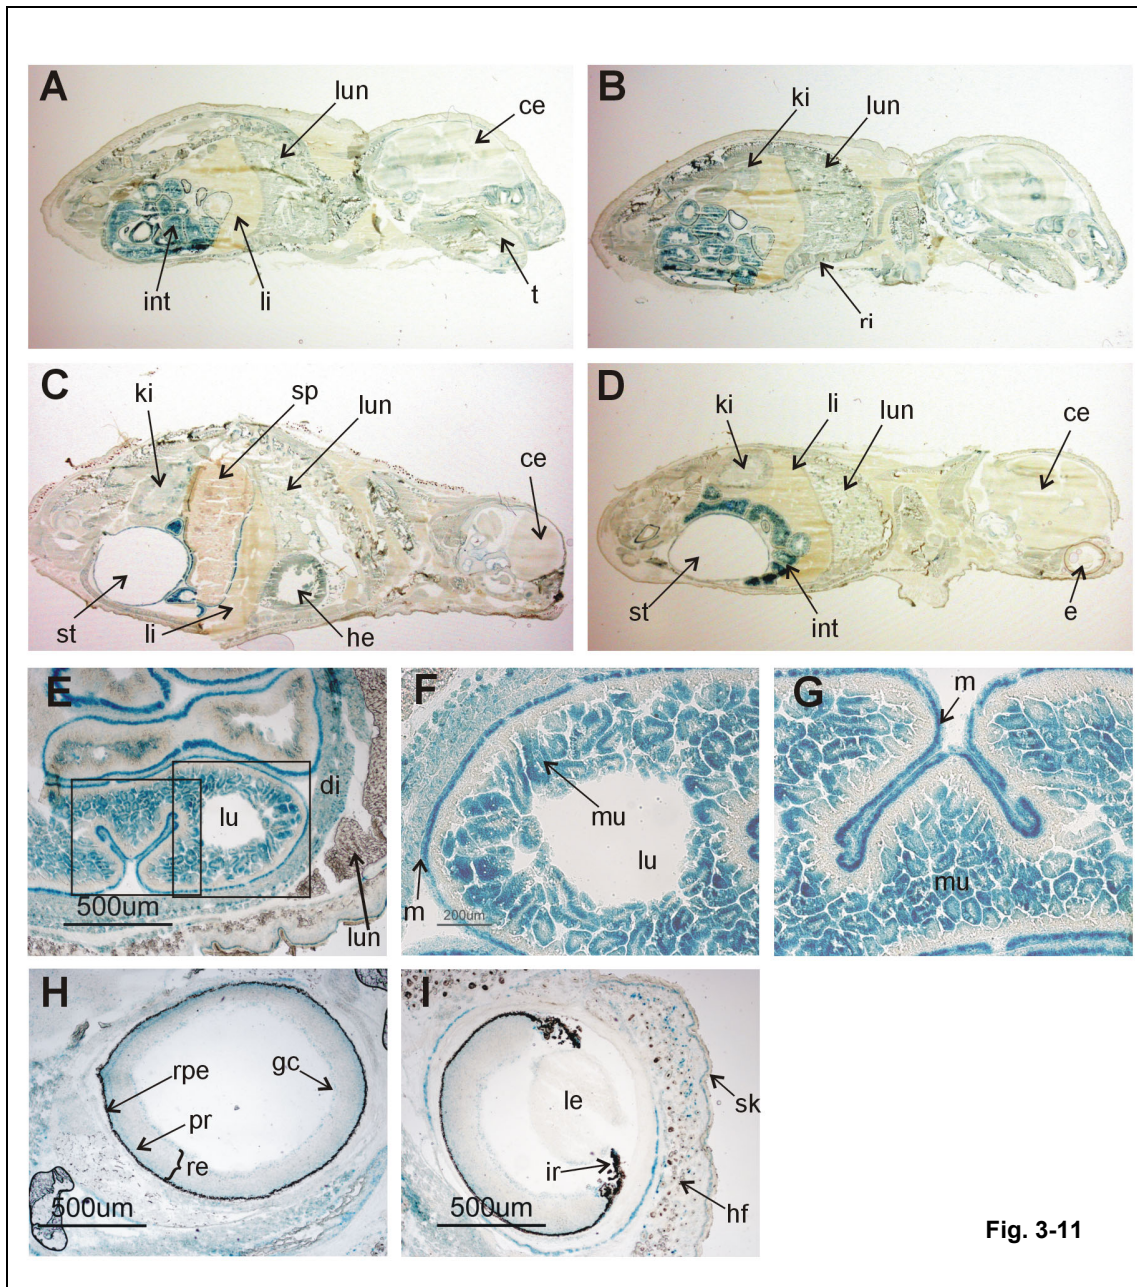 A
lun
ce
int
li
t
B
ki
lun
ri
C
ki
sp
lun
ce
st
li
he
D
ki
li
lun
ce
st
int
e
E
di
lu
500um
lun
F
mu
lu
m
200um
G
m
mu
H
rpe
gc
pr
re
500um
I
le
sk
ir
hf
500um
Fig. 3-11